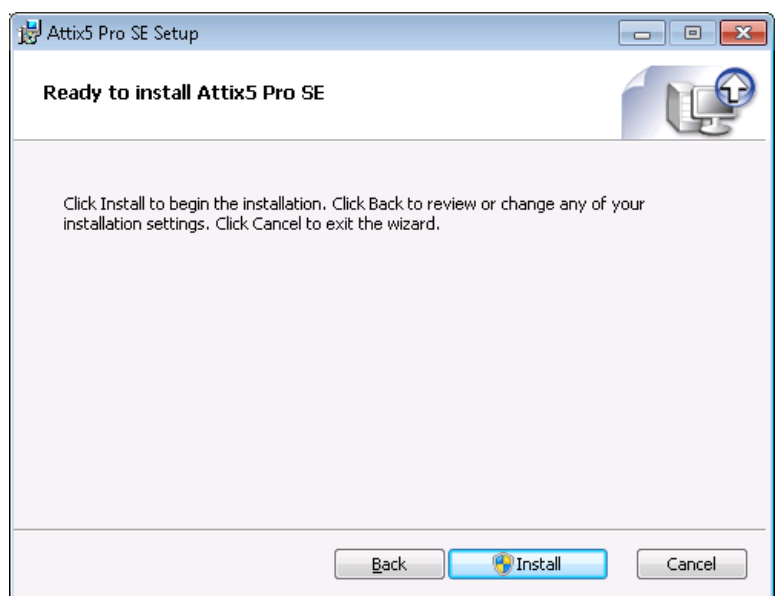 Attix5 Pro SE Setup
Ready to install Attix5 Pro SE
Click Install to begin the installation. Click Back to review or change any of your
installation settings. Click Cancel to exit the wizard.
Back
Install
Cancel